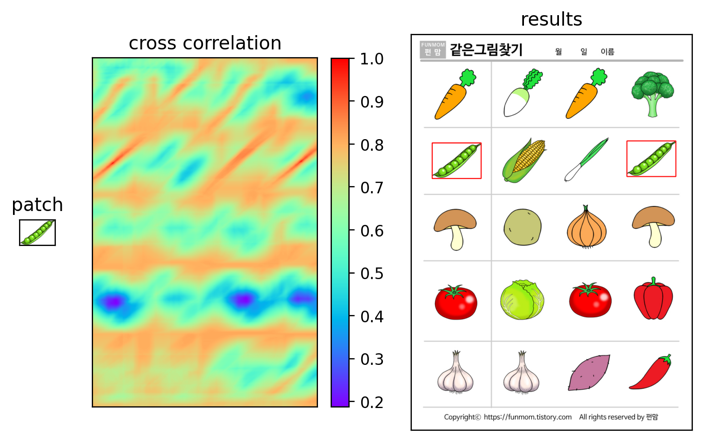 results
cross correlation
patch
1.0
0.9
0.8
0.7
0.6
0.5
0.4
0.3
0.2
FUNMOM
펀 맘
같은그림찾기 월 일 이름
Copyrightⓒ https://funmom.tistory.com All rights reserved by 펀맘